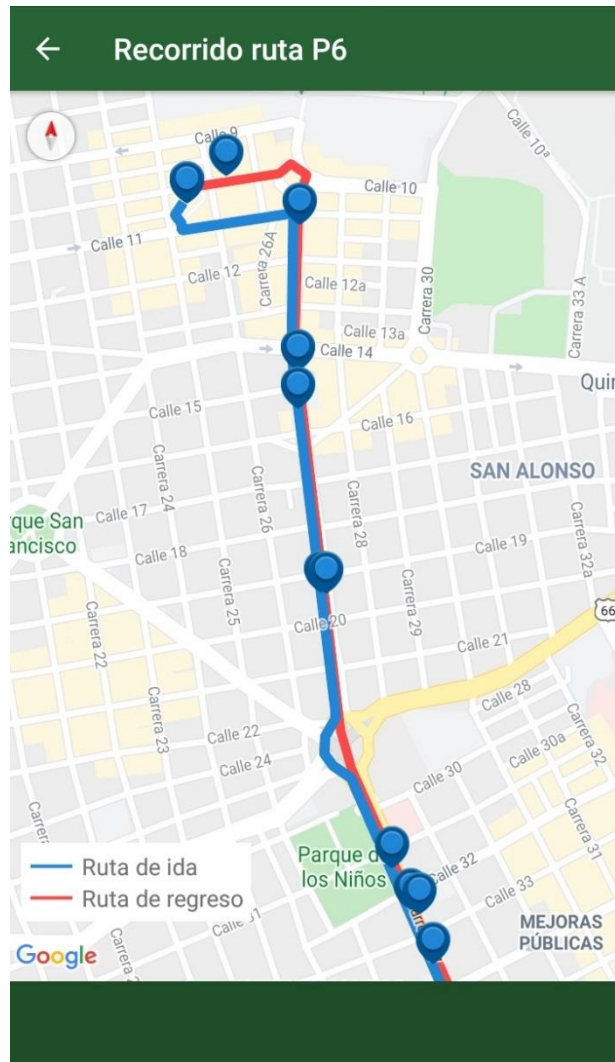 Recorrido ruta P6
Calle 9
Calle 10ª
Calle 10
Calle 11
Carrera 26A
Calle 12
Calle 12a
Carrera 30
Carrera 33 A
Calle 13a
Calle 14
Quin
Calle 15
Calle 16
Carrera 24
Carrera 26
SAN ALONSO
Calle 17
Carrera 28
rque San
ancisco
Calle 18
Calle 19
Carrera 32a
Carrera 25
66
Calle 20
Carrera 29
Calle 21
Carrera 22
Carrera 23
Calle 22
Calle 28
Carrera 32
Calle 24
Calle 30
Calle 30a
Carrera 31
Parque d
los Niños
Calle 32
Calle 33
Ruta de ida
Ruta de regreso
MEJORAS
PÚBLICAS
Google